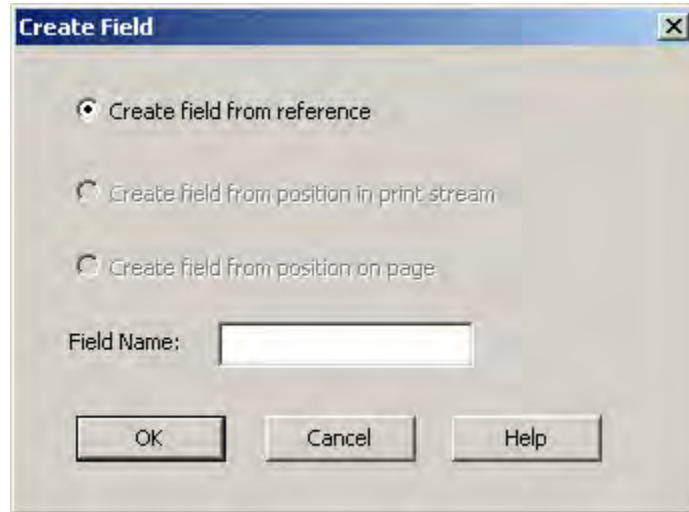 Create Field
Create field from reference
Create field from position in print stream
Create field from position on page
Field Name:
OK Cancel Help